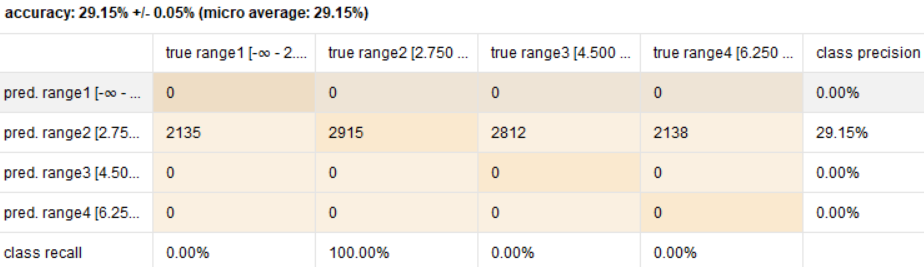 accuracy: 29.15% +/- 0.05% (micro average: 29.15%)
true range1 [-∞ - 2.... true range2 [2.750 ... true range3 [4.500 ... true range4 [6.250 ... class precision
pred. range1 [-∞ - ... 0 0 0 0 0.00%
pred. range2 [2.75... 2135 2915 2812 2138 29.15%
pred. range3 [4.50... 0 0 0 0 0.00%
pred. range4 [6.25... 0 0 0 0 0.00%
class recall 0.00% 100.00% 0.00% 0.00%